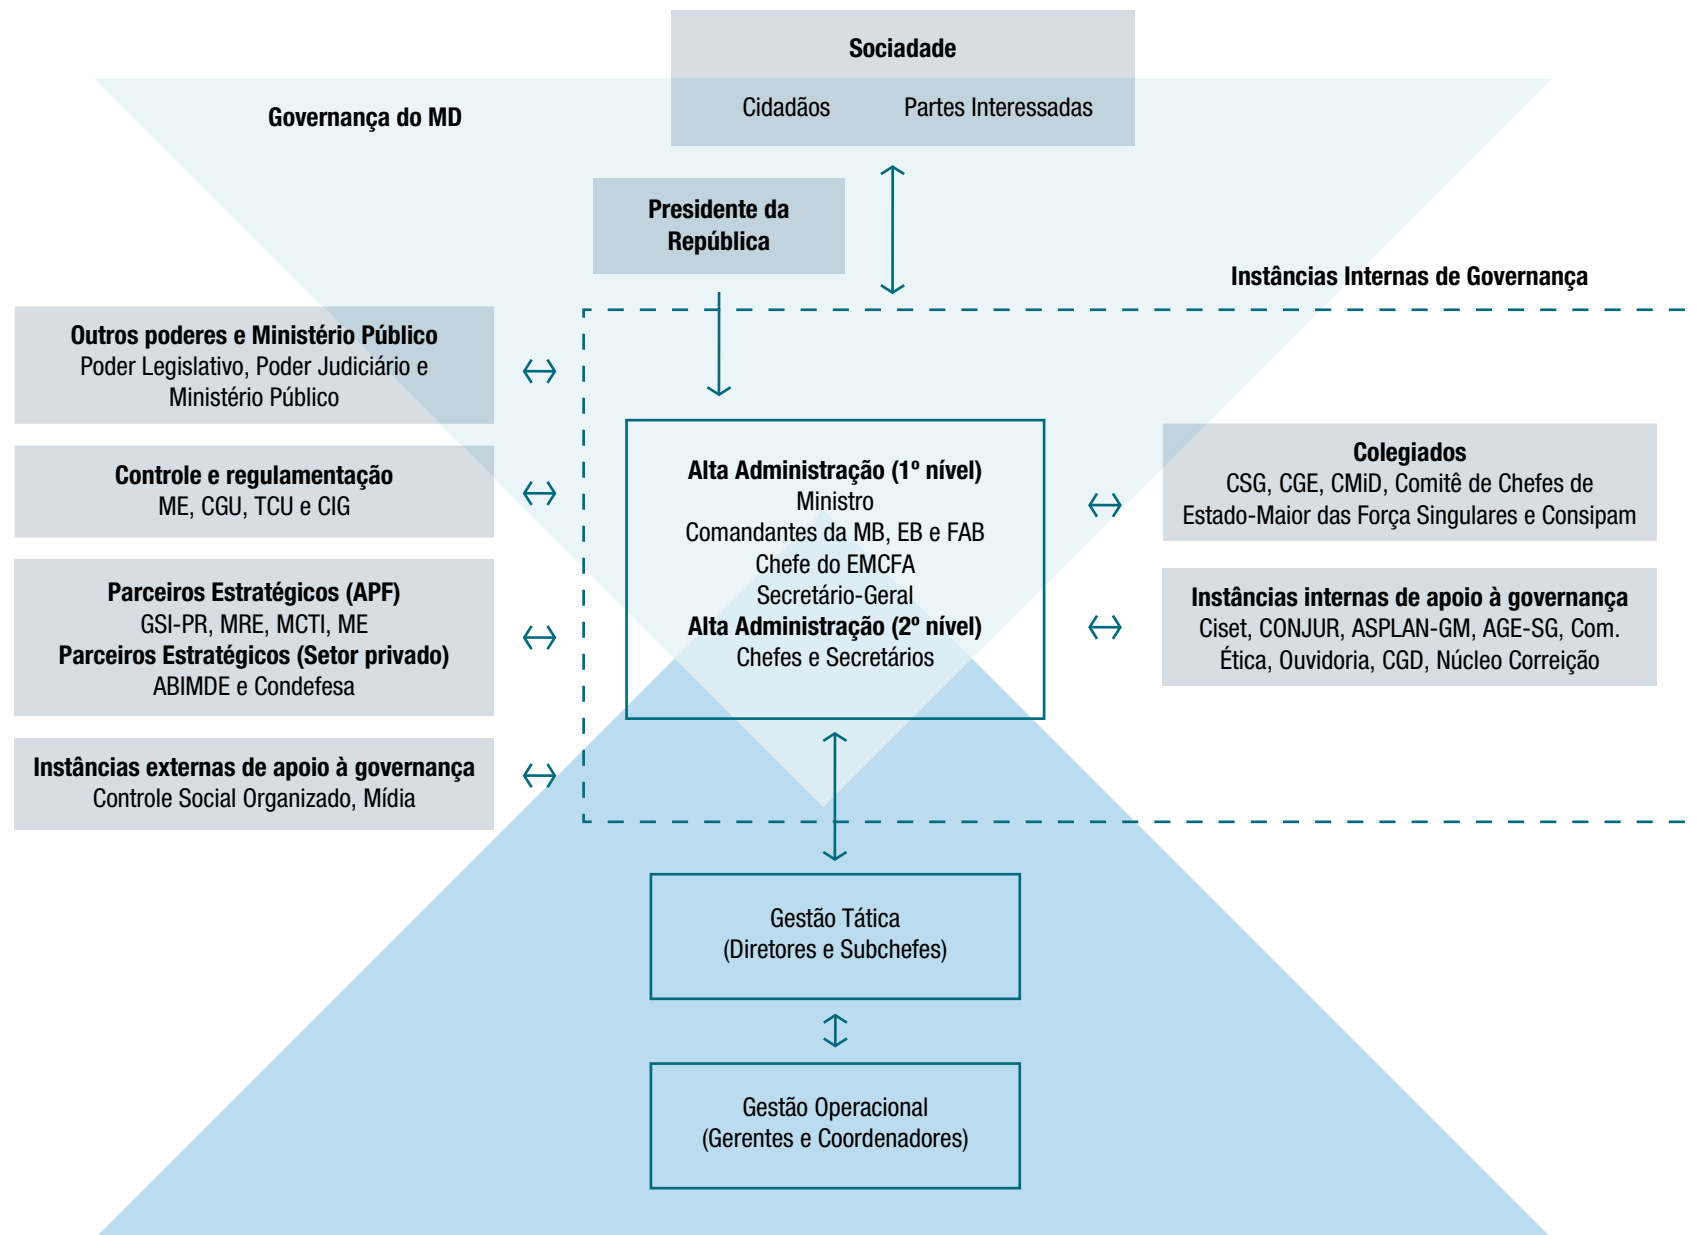 Sociadade
Cidadãos Partes Interessadas
Governança do MD
Presidente da
República
Instâncias Internas de Governança
Outros poderes e Ministério Público
Poder Legislativo, Poder Judiciário e
Ministério Público
Controle e regulamentação
ME, CGU, TCU e CIG
Parceiros Estratégicos (APF)
GSI-PR, MRE, MCTI, ME
Parceiros Estratégicos (Setor privado)
ABIMDE e Condefesa
Instâncias externas de apoio à governança
Controle Social Organizado, Mídia
Alta Administração (1º nível)
Ministro
Comandantes da MB, EB e FAB
Chefe do EMCFA
Secretário-Geral
Alta Administração (2º nível)
Chefes e Secretários
Colegiados
CSG, CGE, CMiD, Comitê de Chefes de
Estado-Maior das Força Singulares e Consipam
Instâncias internas de apoio à governança
Ciset, CONJUR, ASPLAN-GM, AGE-SG, Com.
Ética, Ouvidoria, CGD, Núcleo Correição
Gestão Tática
(Diretores e Subchefes)
Gestão Operacional
(Gerentes e Coordenadores)